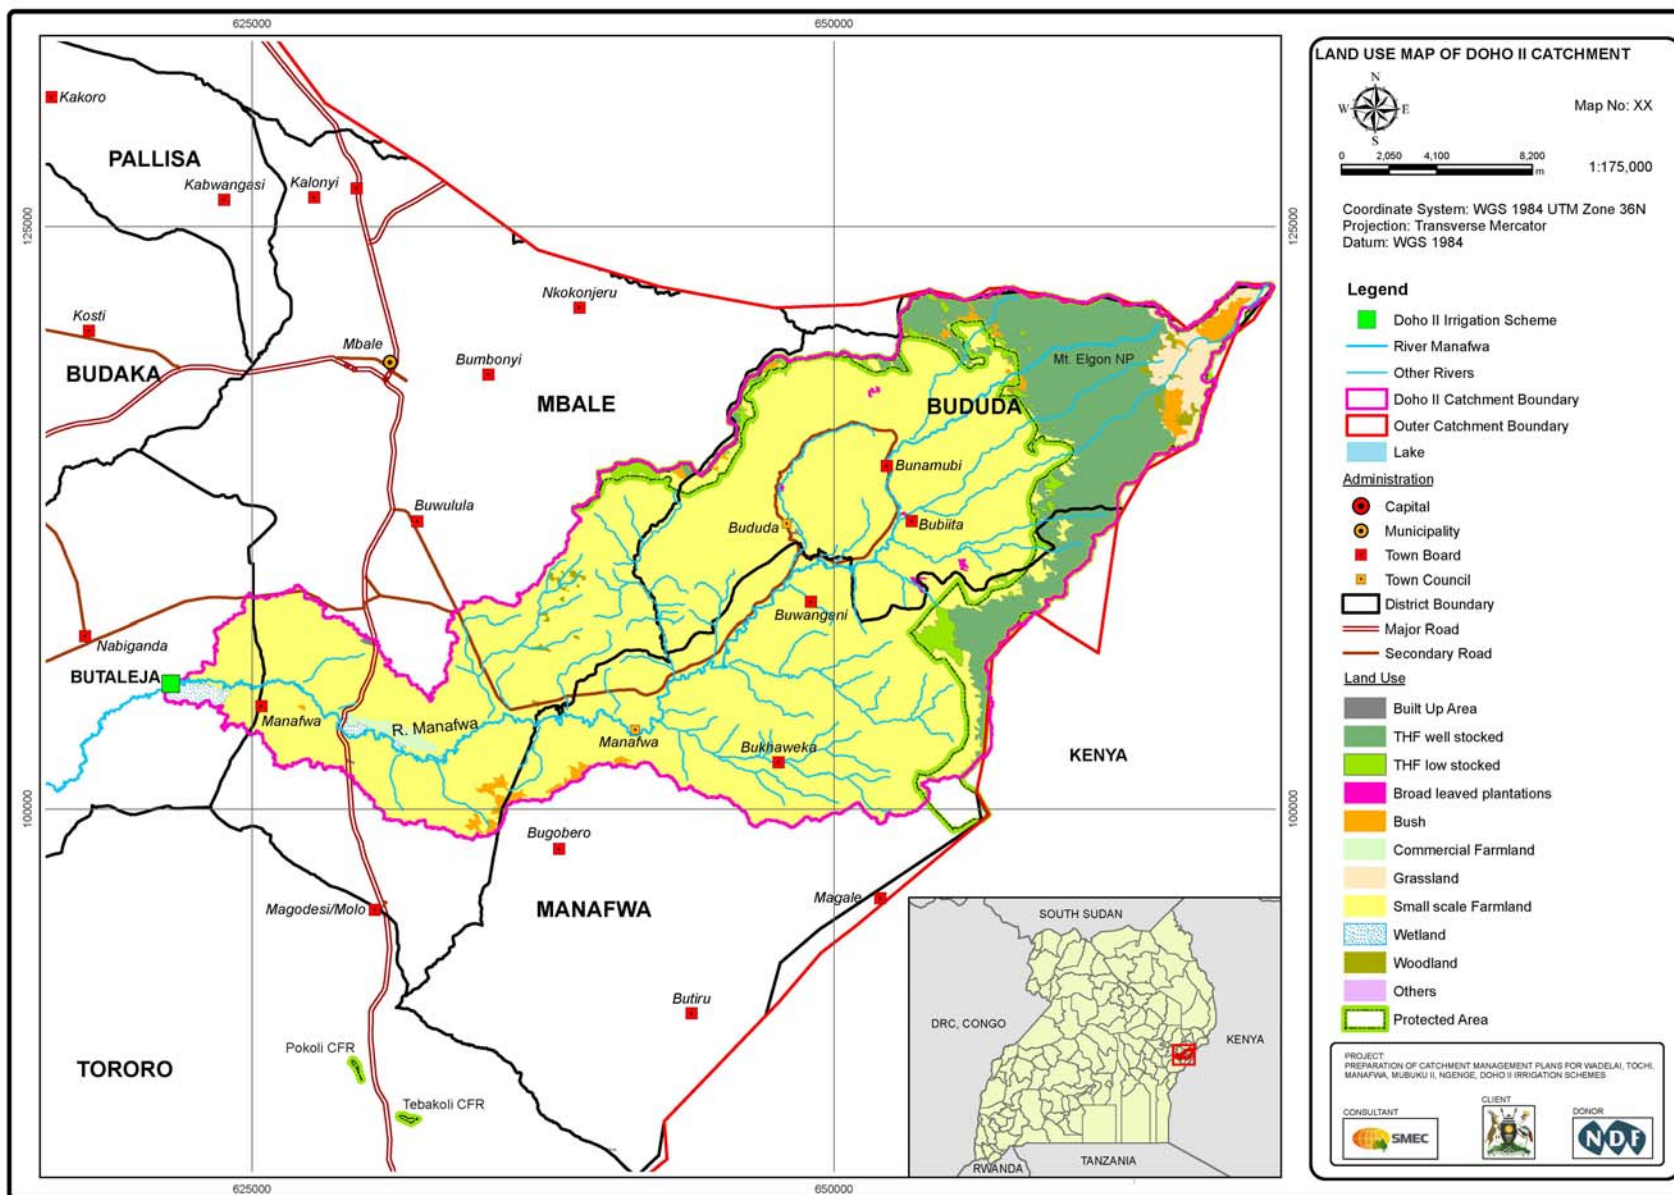 625000
650000
Kakoro
PALLISA
Kabwangasi
Kalonyi
125000
125000
Nkokonjeru
Kosti
Mbale
Mt. Elgon NP
BUDAKA
Bumbonyi
MBALE
BUDUDA
Bunamubi
Buwulula
Bududa
Bubiita
Buwangani
Nabiganda
BUTALEJA
Manafwa
R. Manafwa
Manafwa
Bukhaweka
KENYA
100000
100000
Bugobero
Magale
Magodesi/Molo
MANAFWA
Butiru
Pokoli CFR
TORORO
Tebakoli CFR
SOUTH SUDAN
DRC, CONGO
KENYA
TANZANIA
RWANDA
625000
650000
LAND USE MAP OF DOHO II CATCHMENT
N
W E
S
Map No: XX
0 2,050 4,100 8,200
m
1:175,000
Coordinate System: WGS 1984 UTM Zone 36N
Projection: Transverse Mercator
Datum: WGS 1984
Legend
Doho II Irrigation Scheme
River Manafwa
Other Rivers
Doho II Catchment Boundary
Outer Catchment Boundary
Lake
Administration
Capital
Municipality
Town Board
Town Council
District Boundary
Major Road
Secondary Road
Land Use
Built Up Area
THF well stocked
THF low stocked
Broad leaved plantations
Bush
Commercial Farmland
Grassland
Small scale Farmland
Wetland
Woodland
Others
Protected Area
PROJECT:
PREPARATION OF CATCHMENT MANAGEMENT PLANS FOR WADELAI, TOCHI,
MANAFWA, MUBUKU II, NGENGE, DOHO II IRRIGATION SCHEMES
CONSULTANT
CLIENT
DONOR
SMEC
NDF